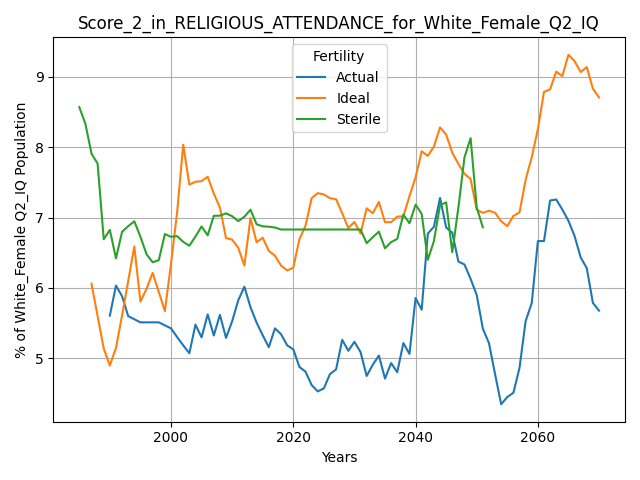 Score_2_in_RELIGIOUS_ATTENDANCE_for_White_Female_Q2_IQ
Fertility
Actual
Ideal
Sterile
% of White_Female Q2_IQ Population
9
8
7
6
5
2000 2020 2040 2060
Years